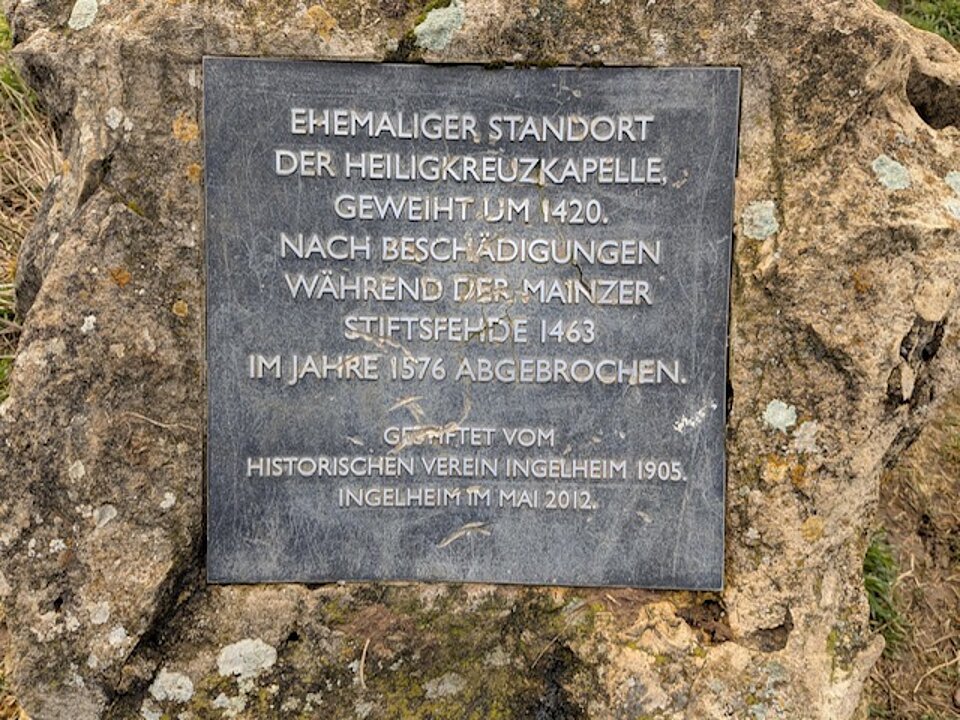 EHEMALIGER STANDORT
DER HEILIGKREUZKAPELLE,
GEWEIHT UM 1420.
NACH BESCHÄDIGUNGEN
WÄHREND DER MAINZER
STIFTSFEHDE 1463
IM JAHRE 1576 ABGEBROCHEN.
GESTIFTET VOM
HISTORISCHEN VEREIN INGELHEIM 1905.
INGELHEIM IM MAI 2012.